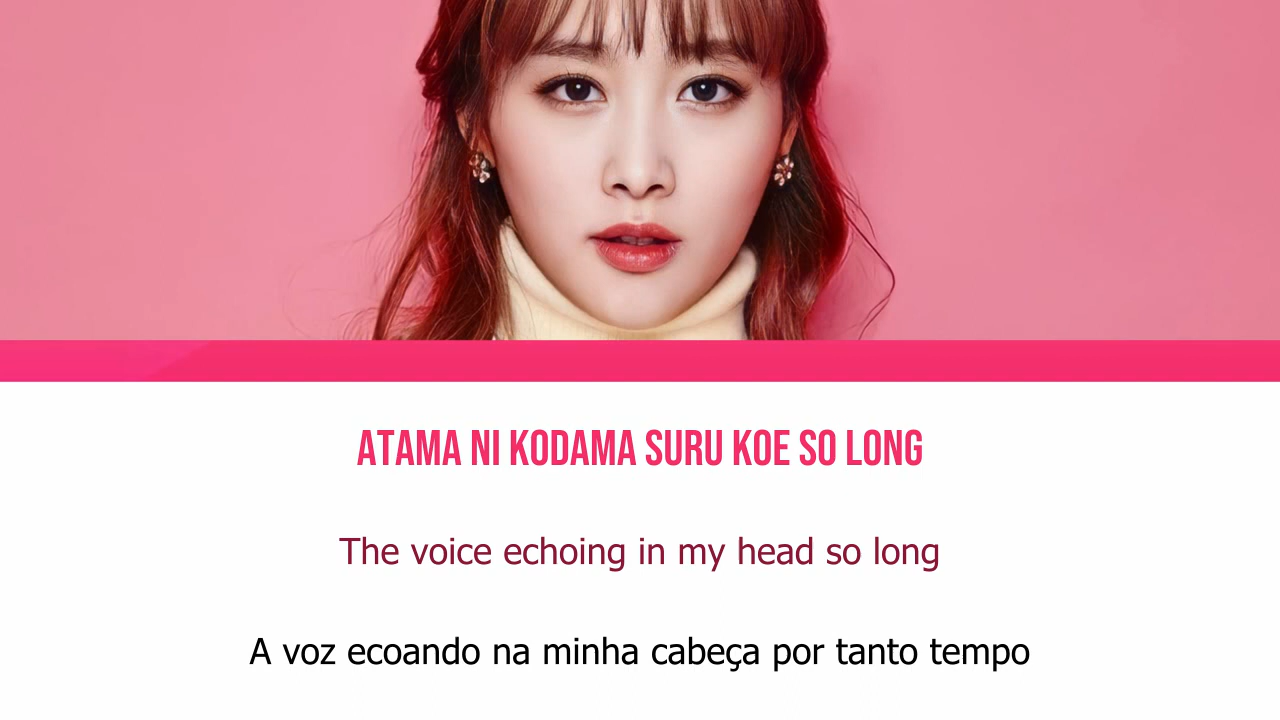 ATAMA NI KODAMA SURU KOE SO LONG
The voice echoing in my head so long
A voz ecoando na minha cabeça por tanto tempo